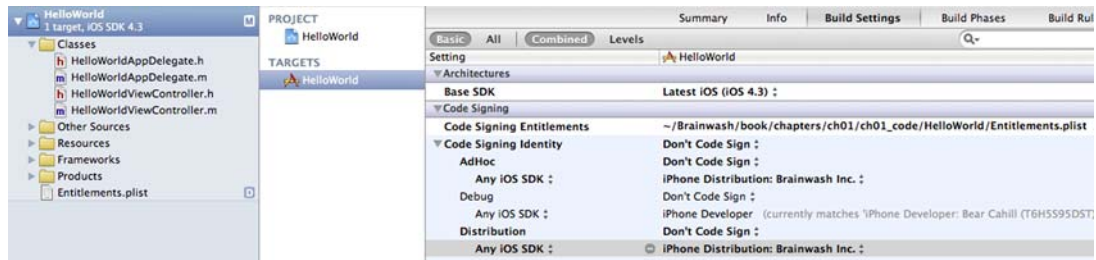 HelloWorld
1 target, iOS SDK 4.3
M
Classes
h HelloWorldAppDelegate.h
m HelloWorldAppDelegate.m
h HelloWorldViewController.h
m HelloWorldViewController.m
Other Sources
Resources
Frameworks
Products
Entitlements.plist
PROJECT
HelloWorld
TARGETS
HelloWorld
Summary Info Build Settings Build Phases Build Rul
Basic All Combined Levels
Setting HelloWorld
Architectures
Base SDK Latest iOS (iOS 4.3)
Code Signing
Code Signing Entitlements ~/Brainwash/book/chapters/ch01/ch01_code/HelloWorld/Entitlements.plist
Code Signing Identity Don't Code Sign
AdHoc Don't Code Sign
Any iOS SDK iPhone Distribution: Brainwash Inc.
Debug Don't Code Sign
Any iOS SDK iPhone Developer (currently matches 'iPhone Developer: Bear Cahill (T6H5S95DST)
Distribution Don't Code Sign
Any iOS SDK iPhone Distribution: Brainwash Inc.